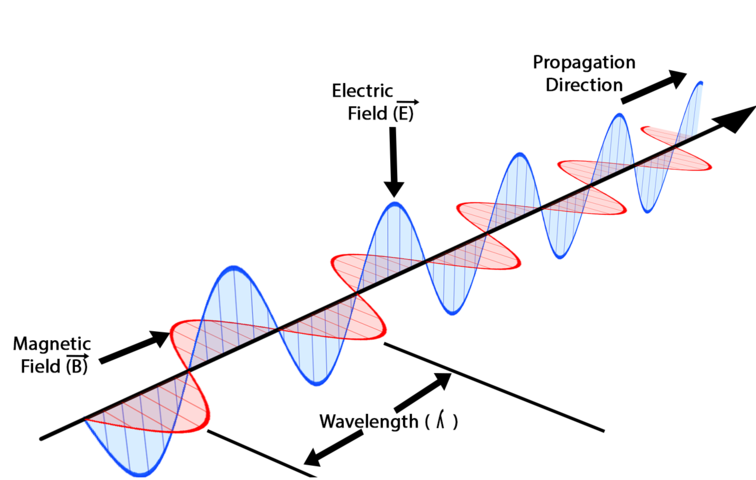 Propagation
Direction
Electric
Field (E)
Magnetic
Field (B)
Wavelength ( λ )